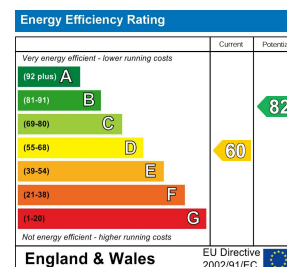 Energy Efficiency Rating
Current Potentia
Very energy efficient - lower running costs
(92 plus) A
(81-91) B
82
(69-80) C
(55-68) D
60
(39-54) E
(21-38) F
(1-20) G
Not energy efficient - higher running costs
England & Wales
EU Directive
2002/91/EC